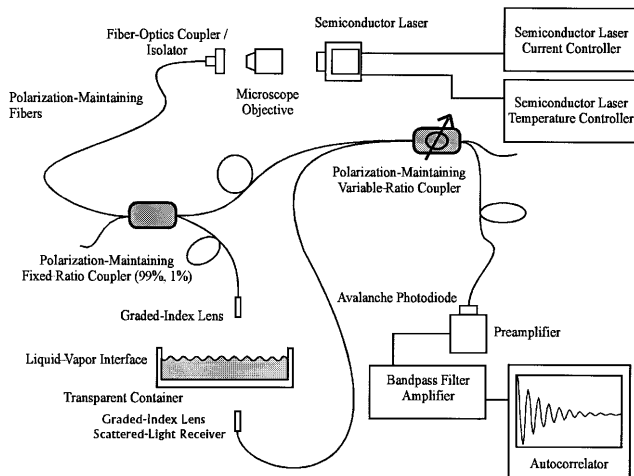 Semiconductor Laser
Fiber-Optics Coupler /
Isolator
Semiconductor Laser
Current Controller
Polarization-Maintaining
Fibers
Microscope
Objective
Semiconductor Laser
Temperature Controller
Polarization-Maintaining
Variable-Ratio Coupler
Polarization-Maintaining
Fixed-Ratio Coupler (99%, 1%)
Avalanche Photodiode
Graded-Index Lens
Preamplifier
Liquid-Vapor Interface
Bandpass Filter
Amplifier
Transparent Container
Graded-Index Lens
Scattered-Light Receiver
Autocorrelator